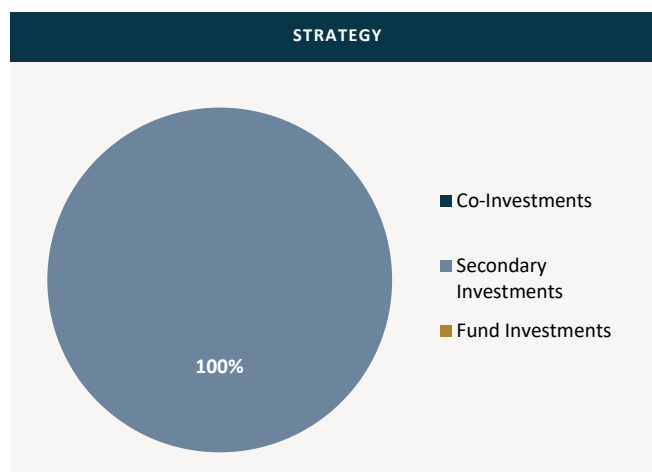 STRATEGY
Co-Investments
Secondary
Investments
Fund Investments
100%